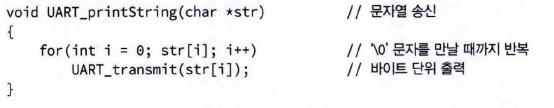 void UART_printString(char *str) // 문자열 송신
{
for(int i = 0; str[i]; i++) // '\0' 문자를 만날 때까지 반복
UART_transmit(str[i]); // 바이트 단위 출력
}